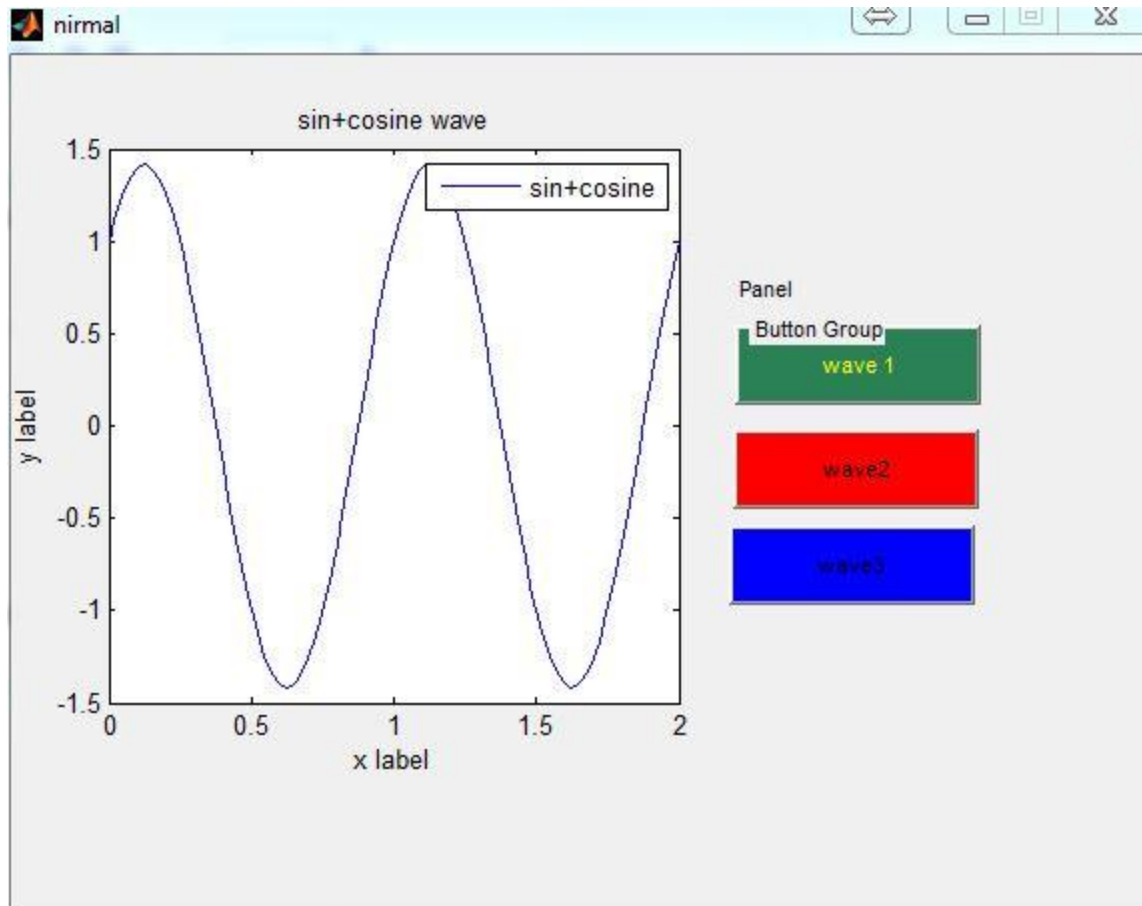 nirmal
sin+cosine wave
sin+cosine
1.5
1
0.5
0
-0.5
-1
-1.5
y label
0 0.5 1 1.5 2
x label
Panel
Button Group
wave 1
wave2
wave3